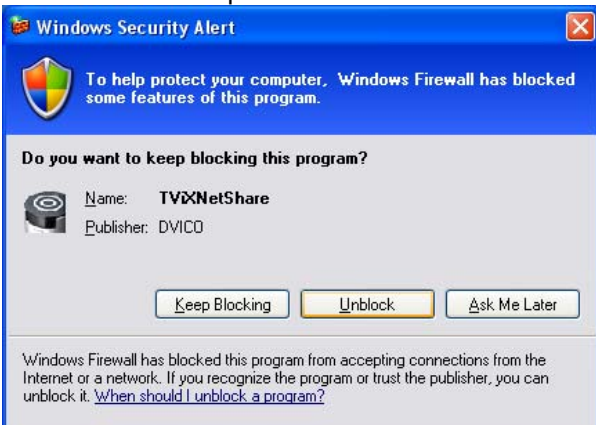 Windows Security Alert
To help protect your computer, Windows Firewall has blocked
some features of this program.
Do you want to keep blocking this program?
Name: TViXNetShare
Publisher: DVICO
Keep Blocking Unblock Ask Me Later
Windows Firewall has blocked this program from accepting connections from the
Internet or a network. If you recognize the program or trust the publisher, you can
unblock it. When should I unblock a program?